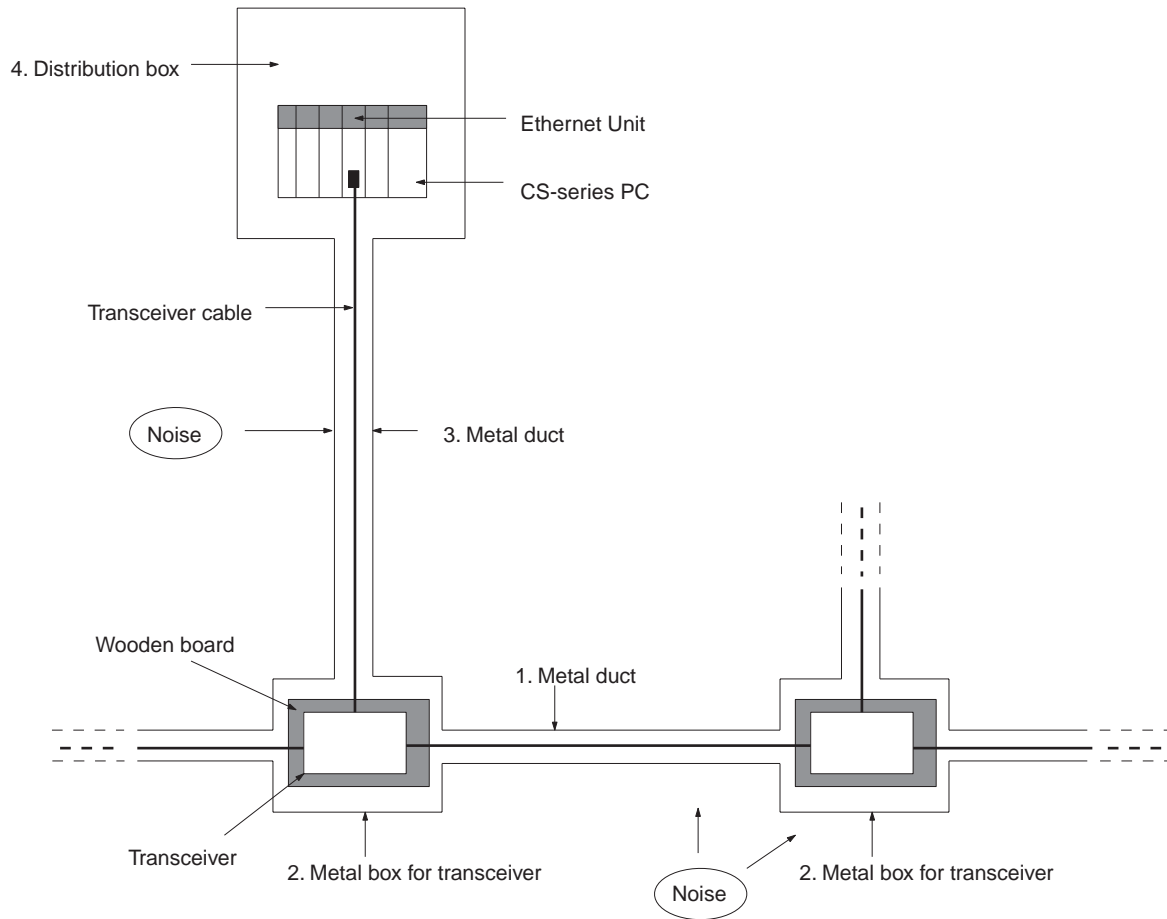 4. Distribution box
Ethernet Unit
CS-series PC
Transceiver cable
Noise
3. Metal duct
Wooden board
1. Metal duct
Transceiver
2. Metal box for transceiver
Noise
2. Metal box for transceiver